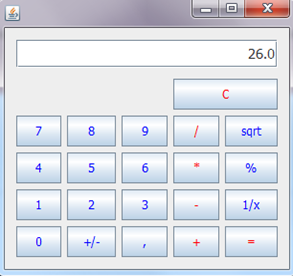 26.0
C
7 8 9 / sqrt
4 5 6 * %
1 2 3 - 1/x
0 +/- , + =